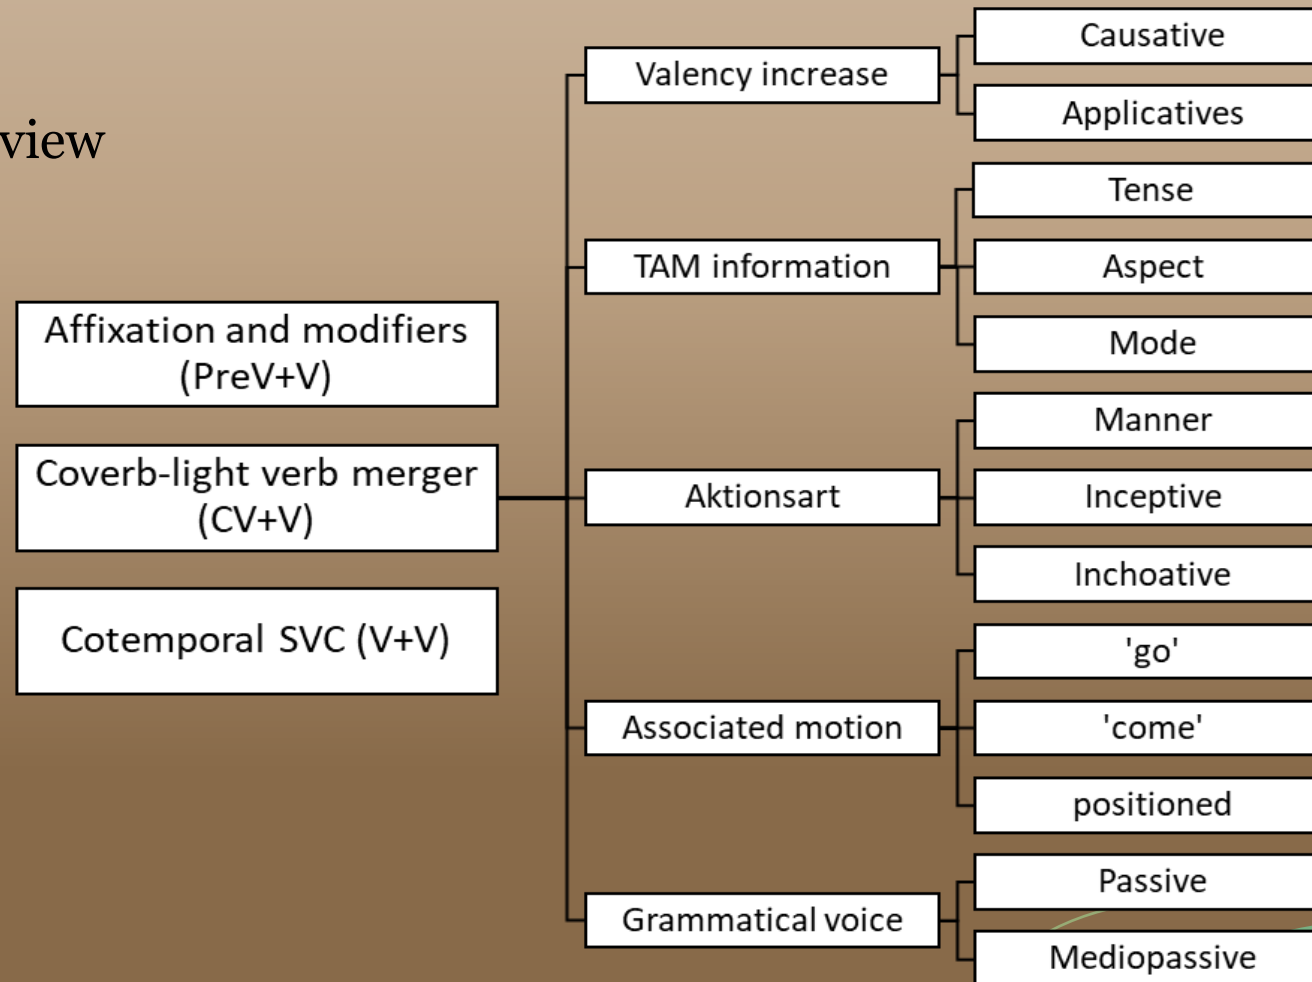 view
Affixation and modifiers
(PreV+V)
Coverb-light verb merger
(CV+V)
Cotemporal SVC (V+V)
Valency increase
Causative
Applicatives
TAM information
Tense
Aspect
Mode
Aktionsart
Manner
Inceptive
Inchoative
Associated motion
'go'
'come'
positioned
Grammatical voice
Passive
Mediopassive